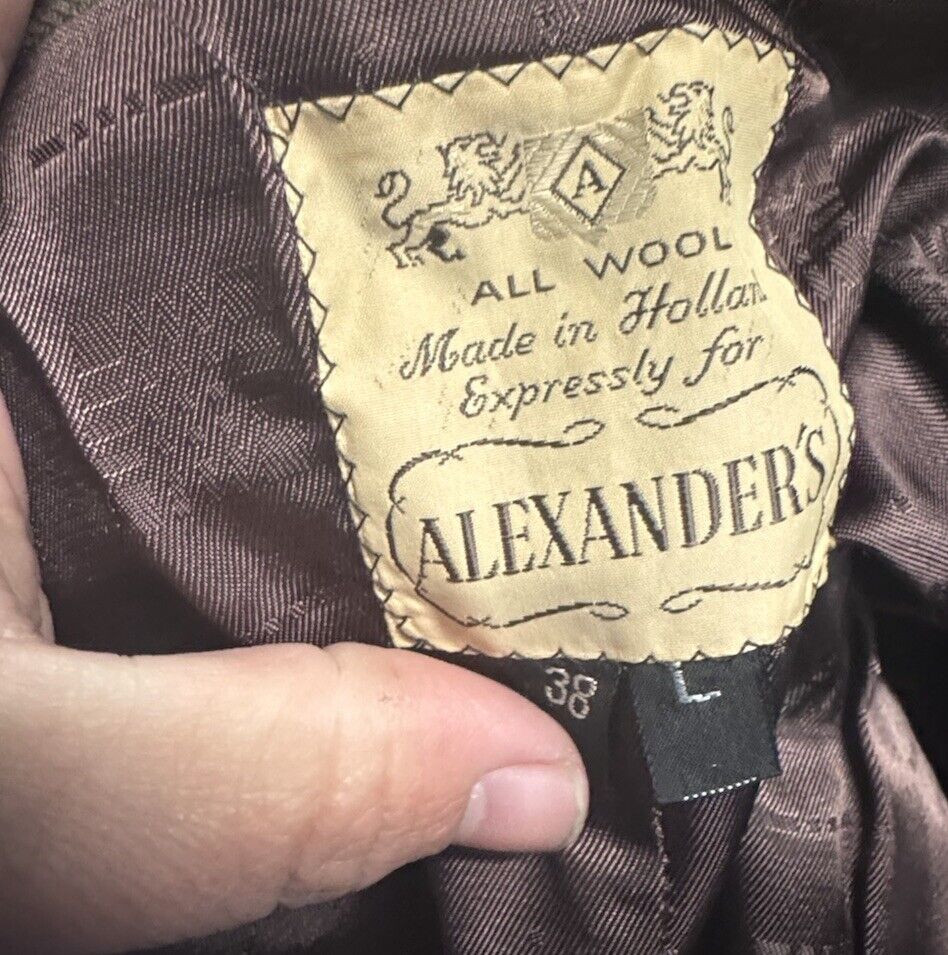 A
ALL WOOL
Made in Hollan
Expressly for
ALEXANDER'S
38 L